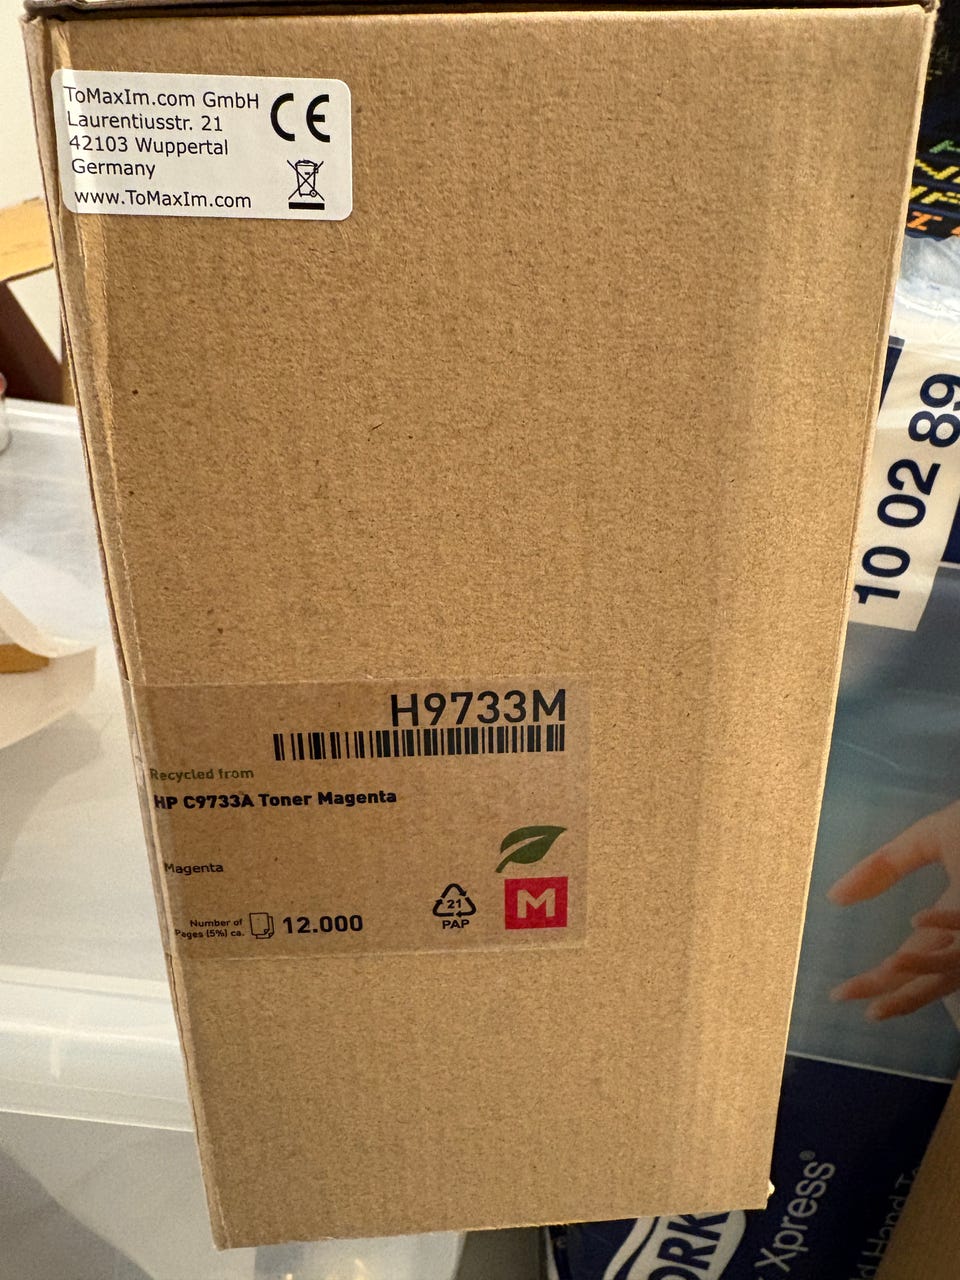 ToMaxIm.com GmbH
Laurentiusstr. 21
42103 Wuppertal
Germany
www.ToMaxIm.com
CE
10 02 89
H9733M
Recycled from
HP C9733A Toner Magenta
Magenta
Number of
Pages (5%) ca.
12.000
21
PAP
M
Xpress®
Hand